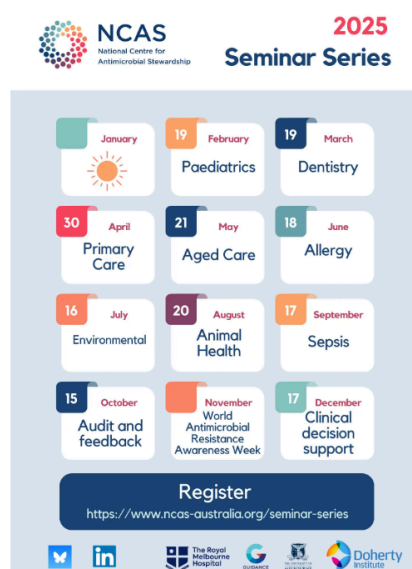 2025
NCAS
National Centre for
Antimicrobial Stewardship
Seminar Series
January
19 February
Paediatrics
19 March
Dentistry
30 April
Primary
Care
21 May
Aged Care
18 June
Allergy
16 July
Environmental
20 August
Animal
Health
17 September
Sepsis
15 October
Audit and
feedback
November
World
Antimicrobial
Resistance
Awareness Week
17 December
Clinical
decision
support
Register
https://www.ncas-australia.org/seminar-series
in
The Royal
Melbourne
Hospital
GUIDANCE
Doherty
Institute